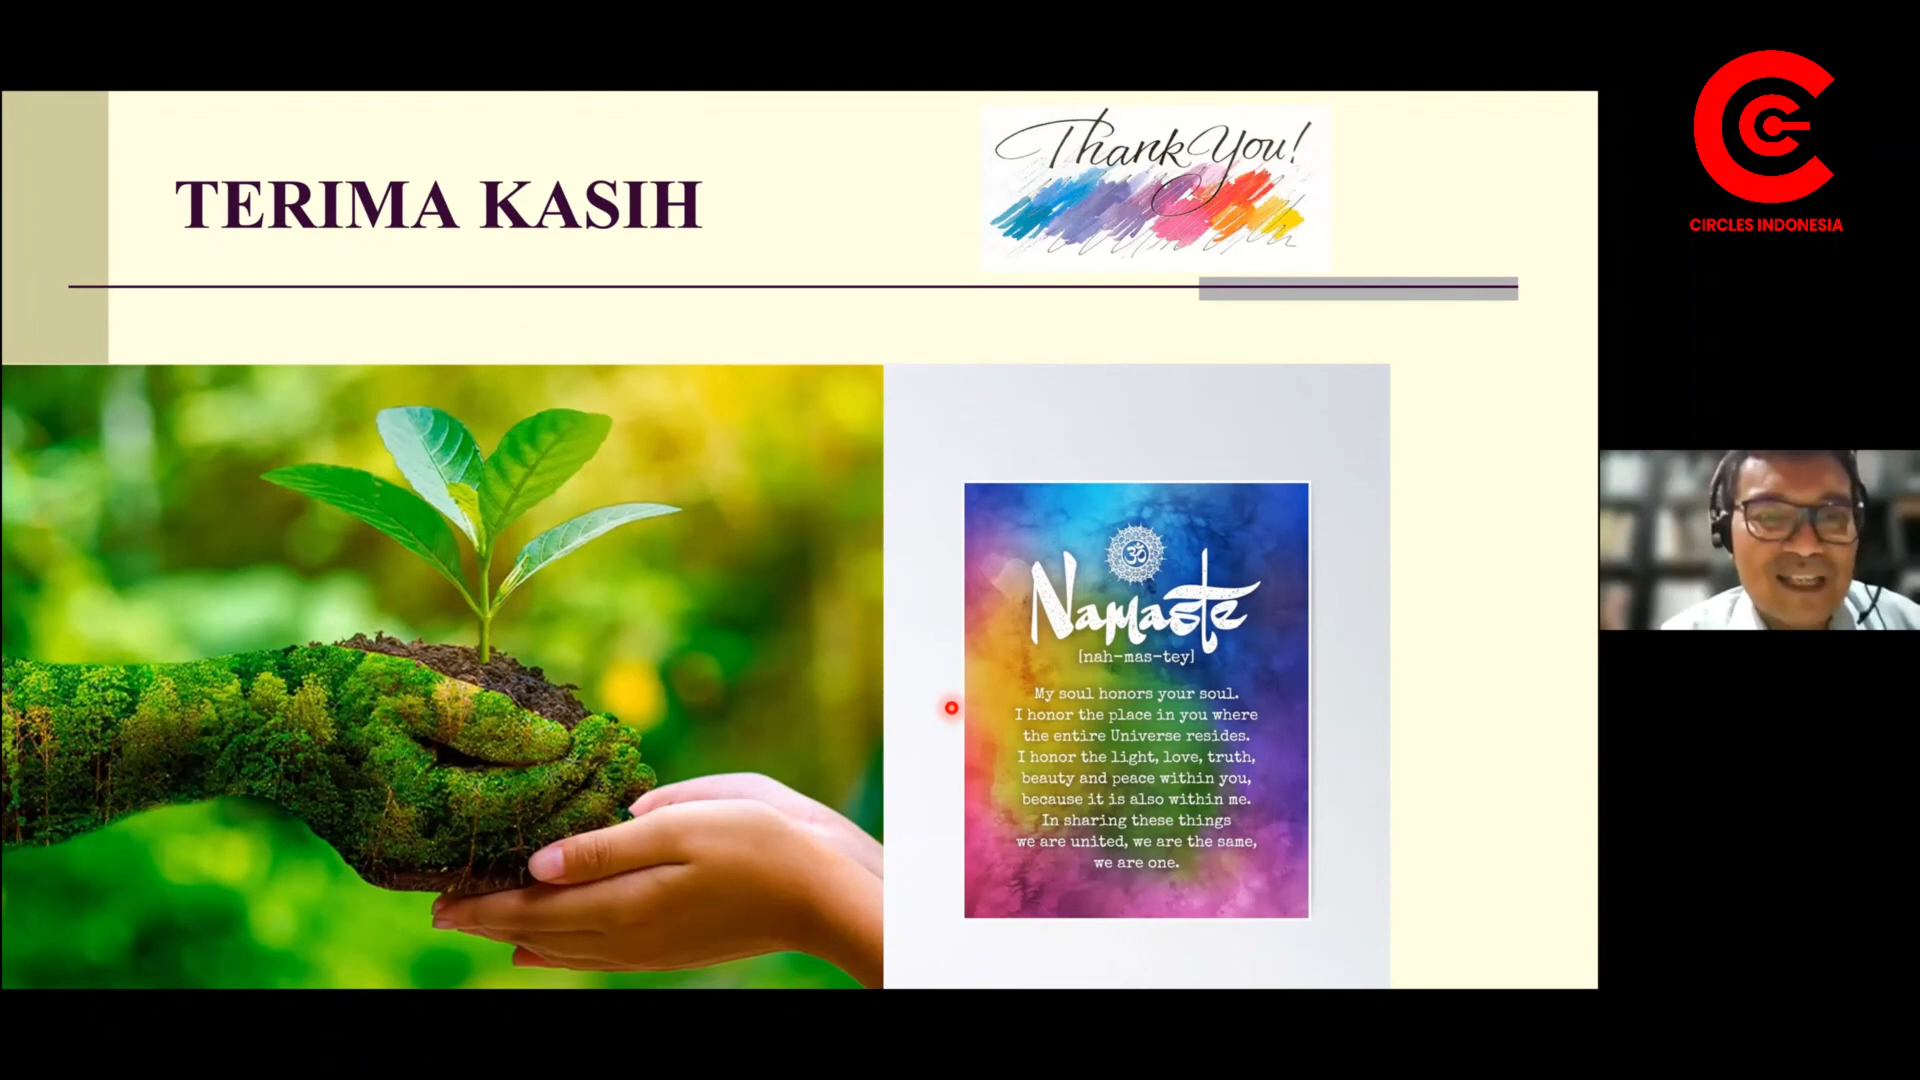 TERIMA KASIH
Thank You!
CIRCLES INDONESIA
ॐ
Namaste
[nah-mas-tey]
My soul honors your soul.
I honor the place in you where
the entire Universe resides.
I honor the light, love, truth,
beauty and peace within you,
because it is also within me.
In sharing these things
we are united, we are the same,
we are one.